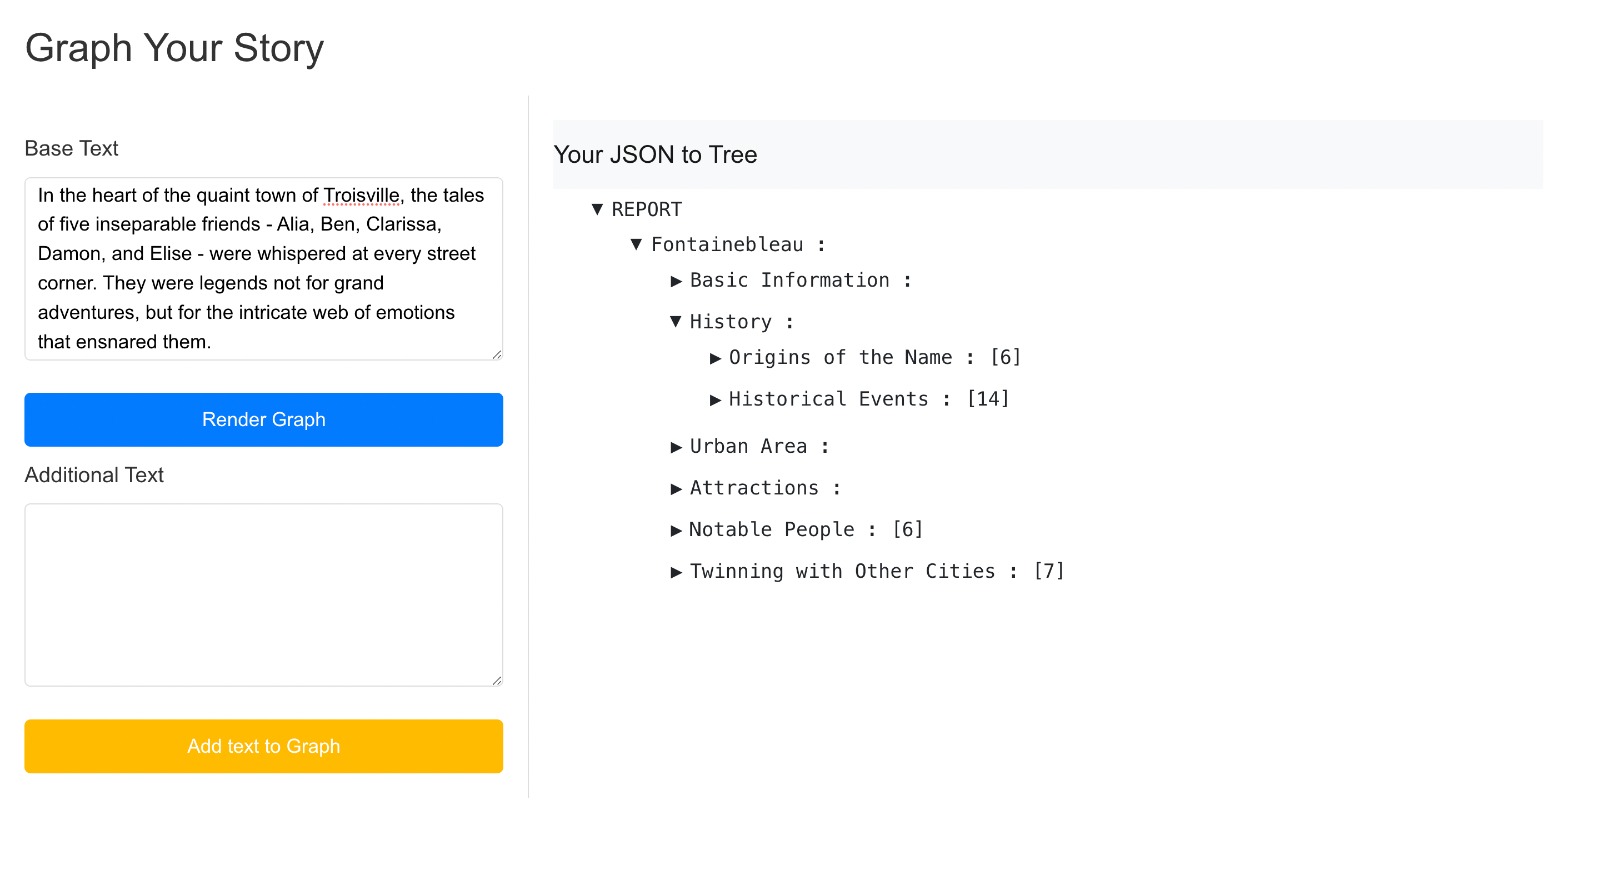 Graph Your Story
Base Text
In the heart of the quaint town of Troisville, the tales
of five inseparable friends - Alia, Ben, Clarissa,
Damon, and Elise - were whispered at every street
corner. They were legends not for grand
adventures, but for the intricate web of emotions
that ensnared them.
Render Graph
Additional Text
Add text to Graph
Your JSON to Tree
▼ REPORT
▼ Fontainebleau :
▶ Basic Information :
▼ History :
▶ Origins of the Name : [6]
▶ Historical Events : [14]
▶ Urban Area :
▶ Attractions :
▶ Notable People : [6]
▶ Twinning with Other Cities : [7]